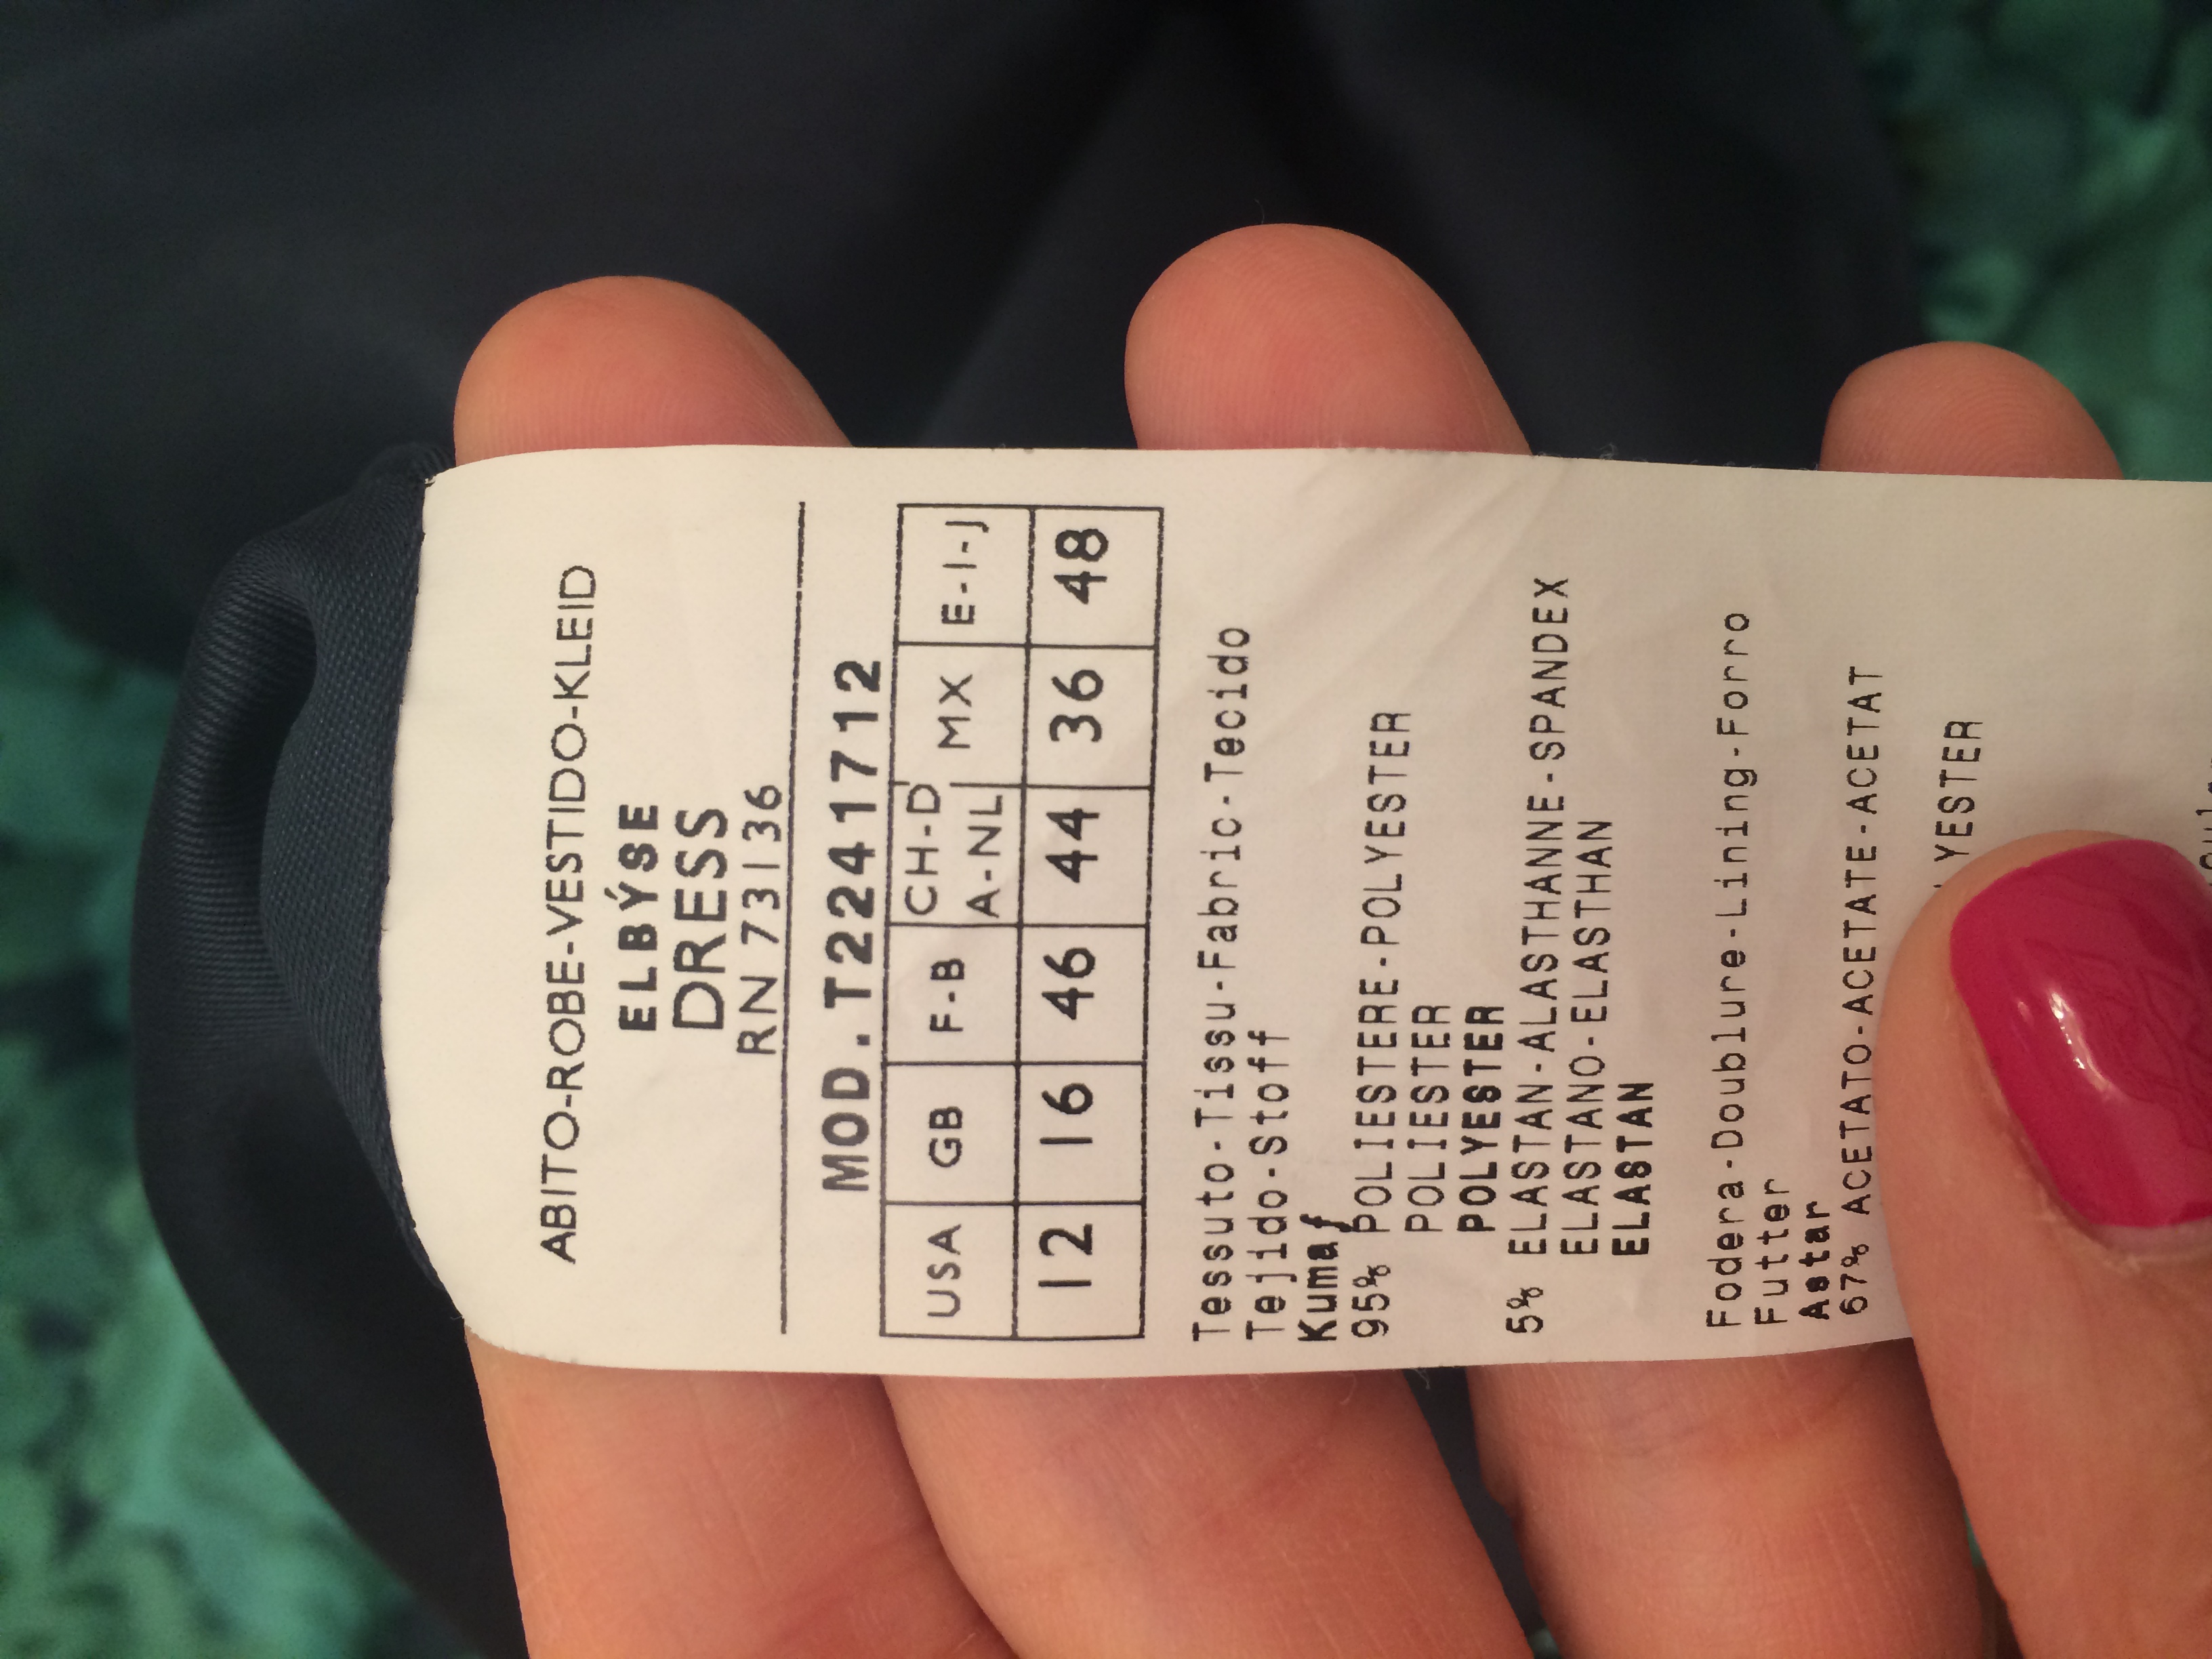 ABITO-ROBE-VESTIDO-KLEID
ELBÝSE
DRESS
RN 73136
MOD.T2241712
USA GB F-B CH-D A-NL MX E-I-J
12 16 46 44 36 48
Tessuto-Tissu-Fabric-Tecido
Tejido-Stoff
Kumaſ
95% POLIESTERE-POLYESTER
POLIESTER
POLYESTER
5% ELASTAN-ALASTHANNE-SPANDEX
ELASTANO-ELASTHAN
ELASTAN
Fodera-Doublure-Lining-Forro
Futter
Astar
67% ACETATO-ACETATE-ACETAT
YESTER